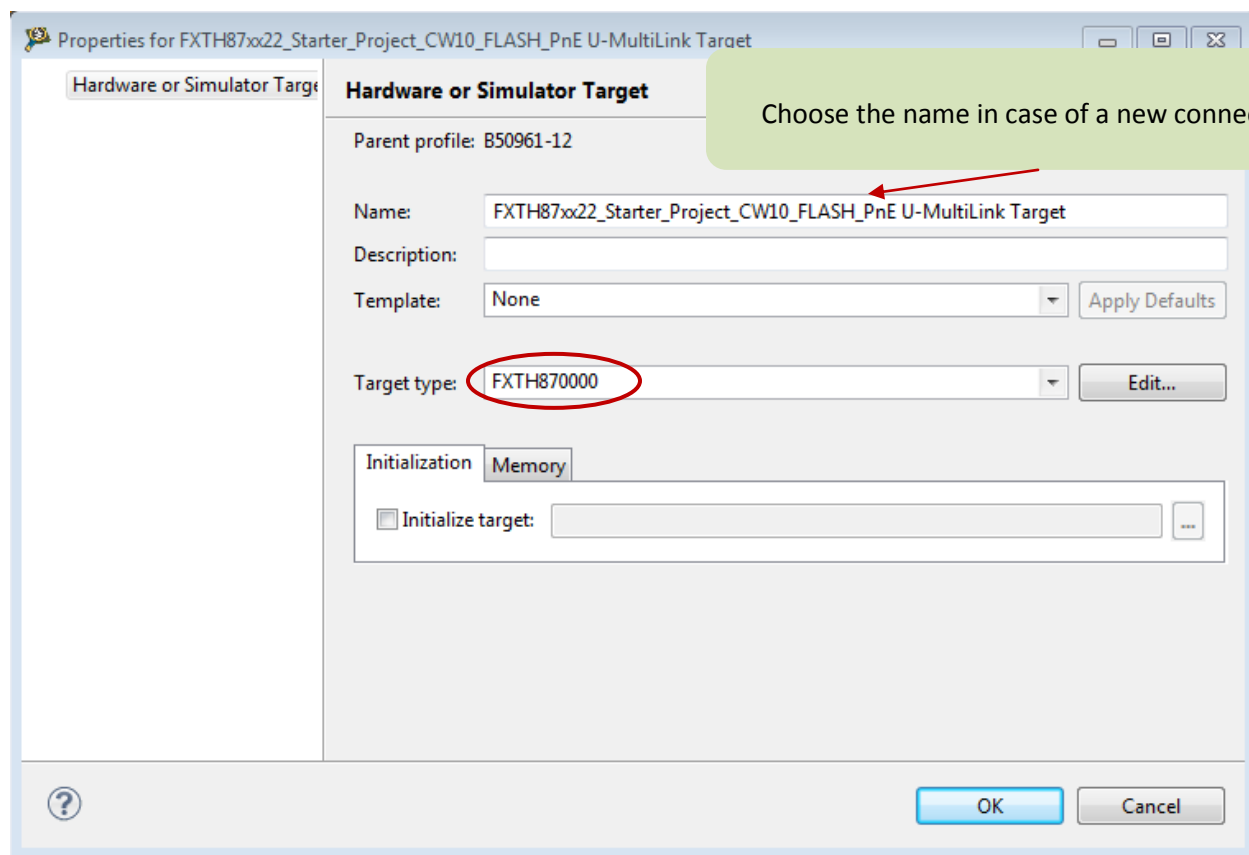 Properties for FXTH87xx22_Starter_Project_CW10_FLASH_PnE U-MultiLink Target
Hardware or Simulator Targe
Hardware or Simulator Target
Choose the name in case of a new connec
Parent profile: B50961-12
Name: FXTH87xx22_Starter_Project_CW10_FLASH_PnE U-MultiLink Target
Description:
Template: None Apply Defaults
Target type: FXTH870000 Edit...
Initialization Memory
Initialize target: ...
? OK Cancel